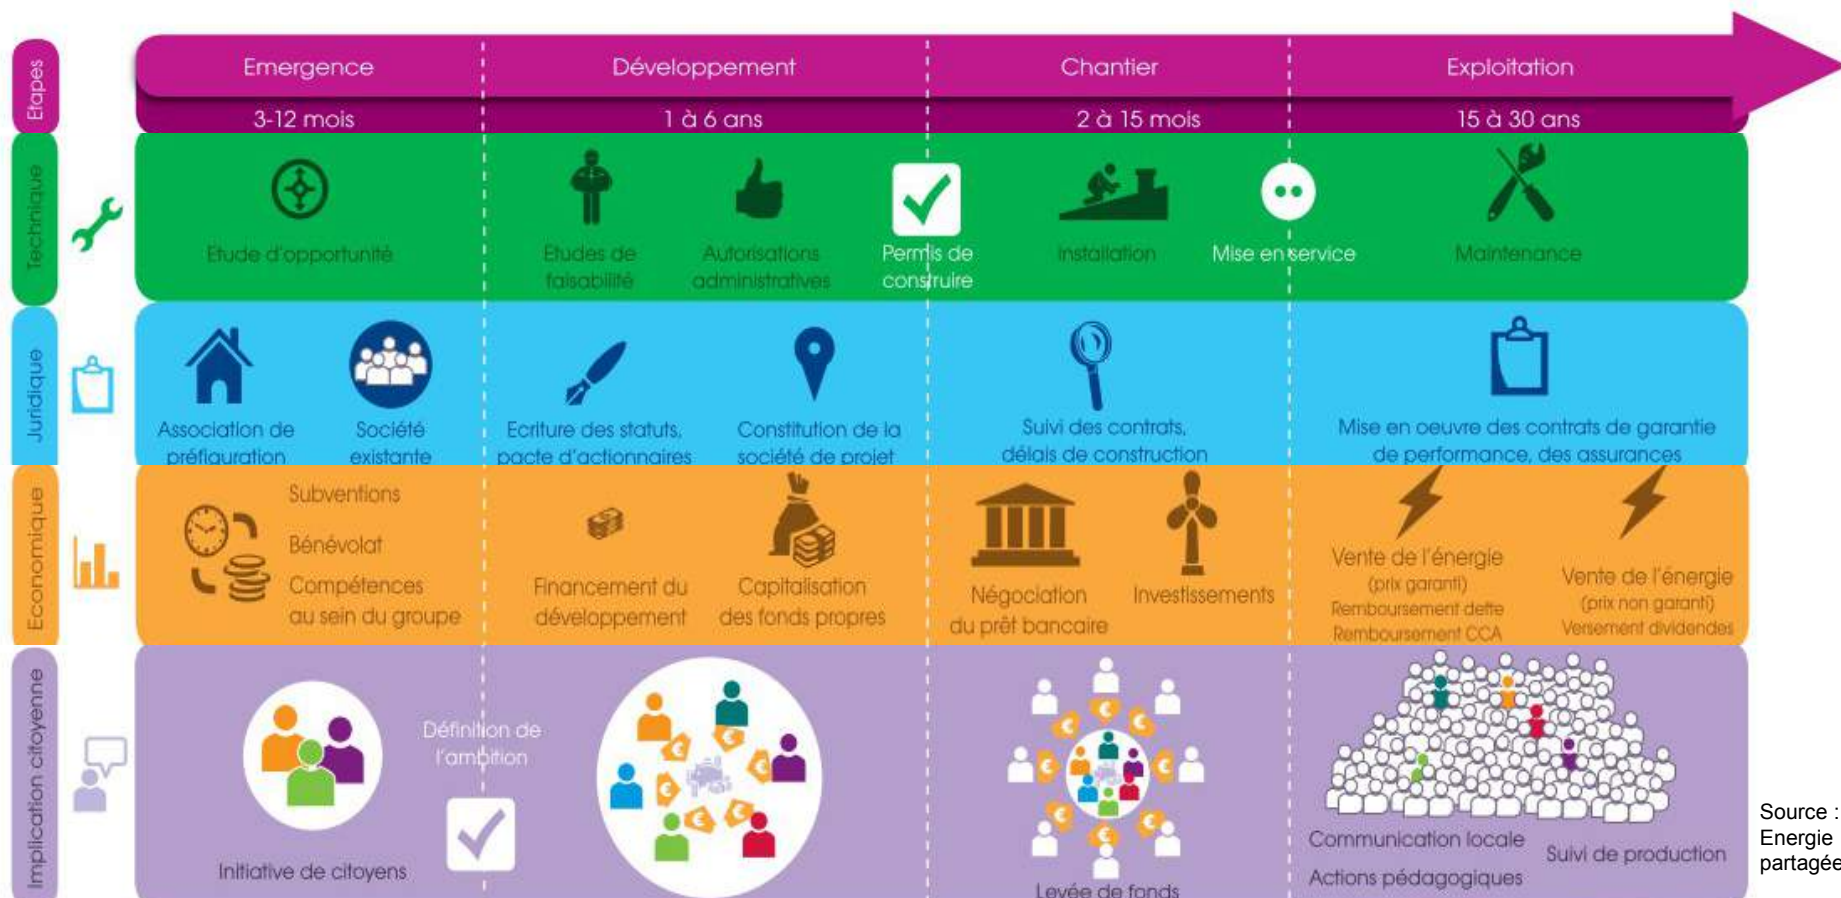 Etapes
Emergence
Développement
Chantier
Exploitation
3-12 mois
1 à 6 ans
2 à 15 mois
15 à 30 ans
Technique
Etude d'opportunité
Etudes de
faisabilité
Autorisations
administratives
Permis de
construire
Installation
Mise en service
Maintenance
Juridique
Association de
préfiguration
Société
existante
Ecriture des statuts,
pacte d'actionnaires
Constitution de la
société de projet
Suivi des contrats,
délais de construction
Mise en oeuvre des contrats de garantie
de performance, des assurances
Economique
Subventions
Bénévolat
Compétences
au sein du groupe
Financement du
développement
Capitalisation
des fonds propres
Négociation
du prêt bancaire
Investissements
Vente de l'énergie
(prix garanti)
Remboursement dette
Remboursement CCA
Vente de l'énergie
(prix non garanti)
Versement dividendes
Implication citoyenne
Initiative de citoyens
Définition de
l'ambition
€
€
€
€
€
€
€
€
€
€
€
€
€
€
Levée de fonds
Communication locale
Actions pédagogiques
Suivi de production
Source :
Energie
partagée